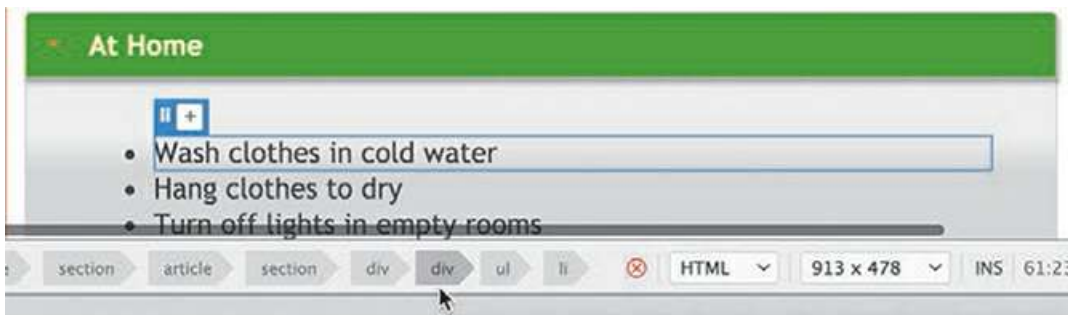 At Home
+
• Wash clothes in cold water
• Hang clothes to dry
• Turn off lights in empty rooms
section article section div div ul li HTML 913 x 478 INS 61:23